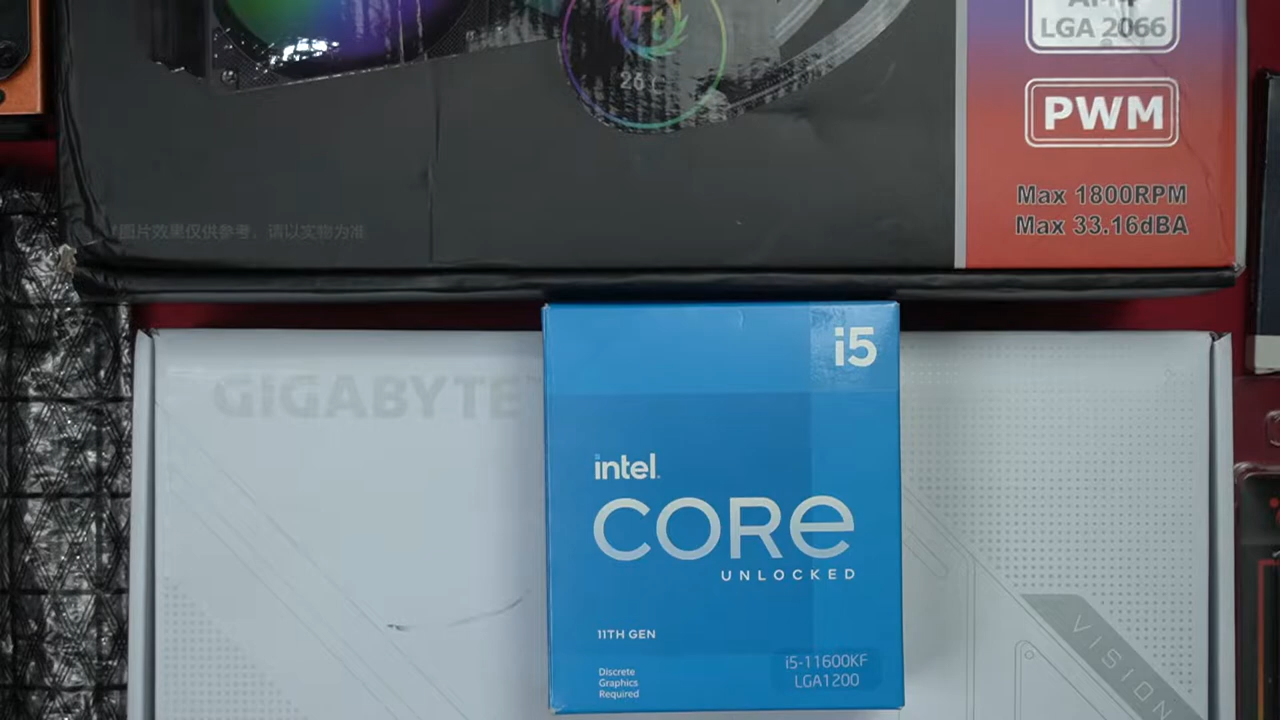 LGA 2066
PWM
Max 1800RPM
Max 33.16dBA
图片效果仅供参考，请以实物为准
GIGABYTE™
i5
intel.
CORE
UNLOCKED
11TH GEN
Discrete
Graphics
Required
i5-11600KF
LGA1200
VISION